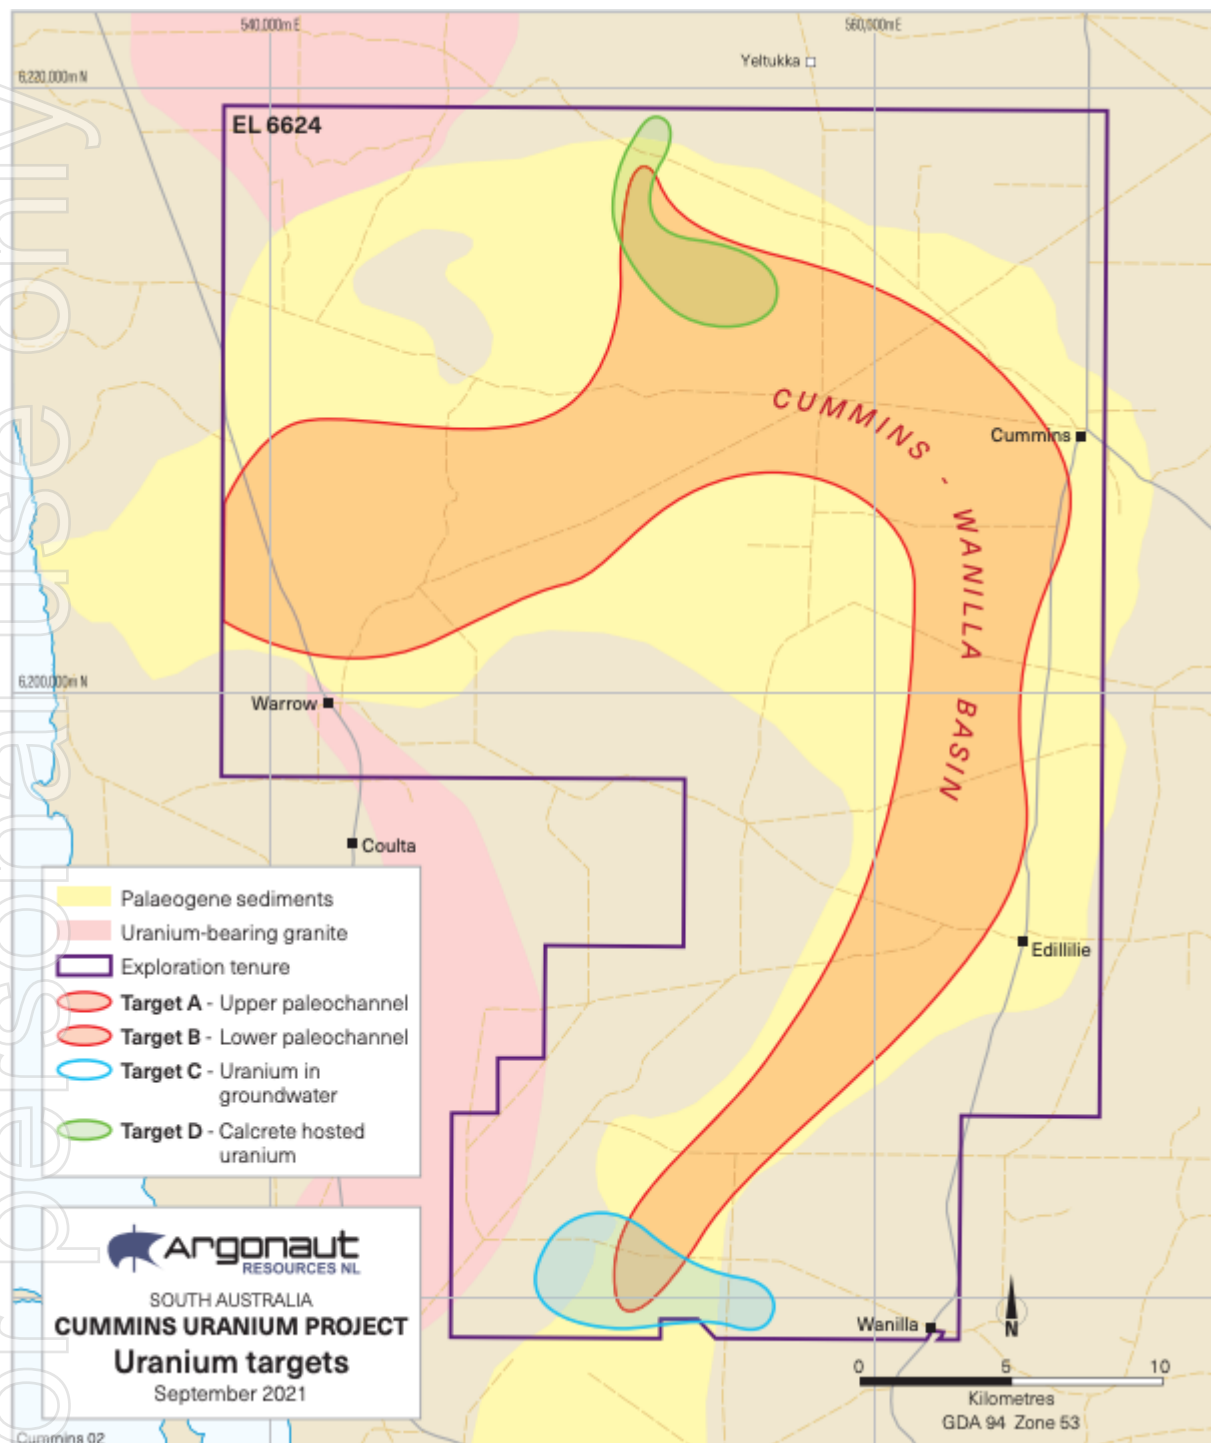 540,000m E
560,000m E
Yeltukka
6,220,000m N
EL 6624
CUMMINS - WANILLA BASIN
Cummins
6,200,000m N
Warrow
Coulta
Palaeogene sediments
Uranium-bearing granite
Exploration tenure
Target A - Upper paleochannel
Target B - Lower paleochannel
Target C - Uranium in
groundwater
Target D - Calcrete hosted
uranium
Edillilie
Argonaut
RESOURCES NL
SOUTH AUSTRALIA
CUMMINS URANIUM PROJECT
Uranium targets
September 2021
Wanilla
N
0 5 10
Kilometres
GDA 94 Zone 53
Cummins 02
or personal use only